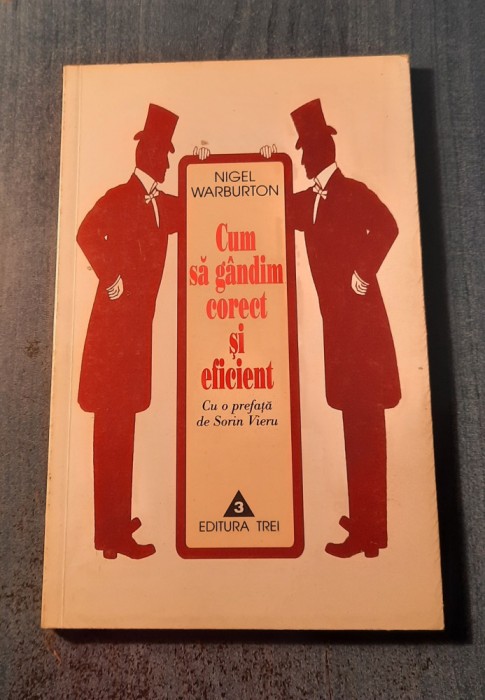 NIGEL
WARBURTON
Cum
să gândim
corect
și
eficient
Cu o prefață
de Sorin Vieru
3
EDITURA TREI